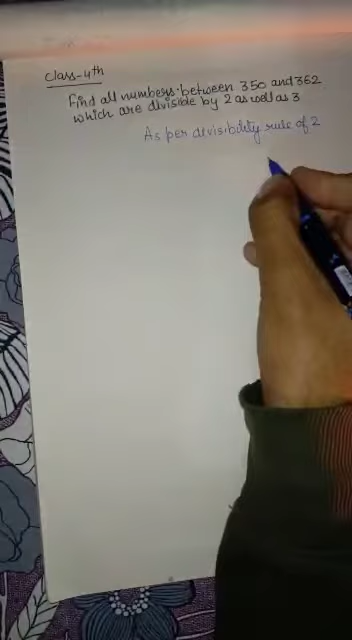 Class-4th
Find all numbers between 350 and 362
which are divisible by 2 as well as 3
As per divisibility rule of 2